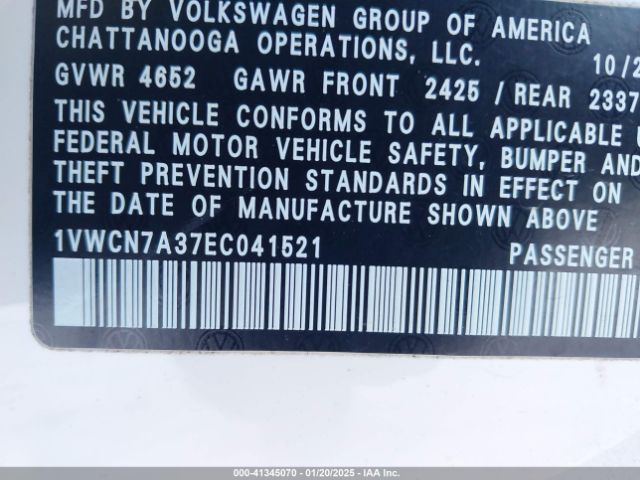 MFD BY VOLKSWAGEN GROUP OF AMERICA
CHATTANOOGA OPERATIONS, LLC. 10/2
GVWR 4652 GAWR FRONT 2425 / REAR 2337
THIS VEHICLE CONFORMS TO ALL APPLICABLE
FEDERAL MOTOR VEHICLE SAFETY, BUMPER AND
THEFT PREVENTION STANDARDS IN EFFECT ON
THE DATE OF MANUFACTURE SHOWN ABOVE
1VWCN7A37EC041521 PASSENGER
000-41345070 - 01/20/2025 - IAA Inc.